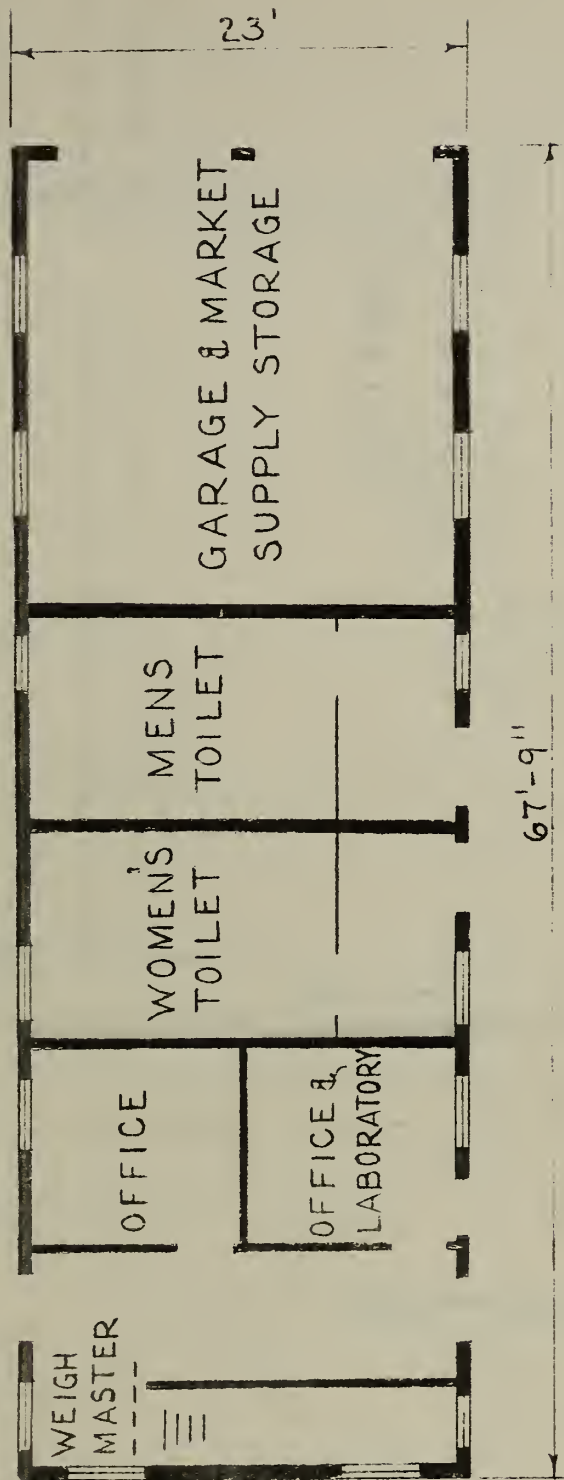 WEIGH
MASTER
OFFICE
OFFICE &
LABORATORY
WOMEN'S
TOILET
MENS
TOILET
GARAGE & MARKET
SUPPLY STORAGE
23'
67'-9"